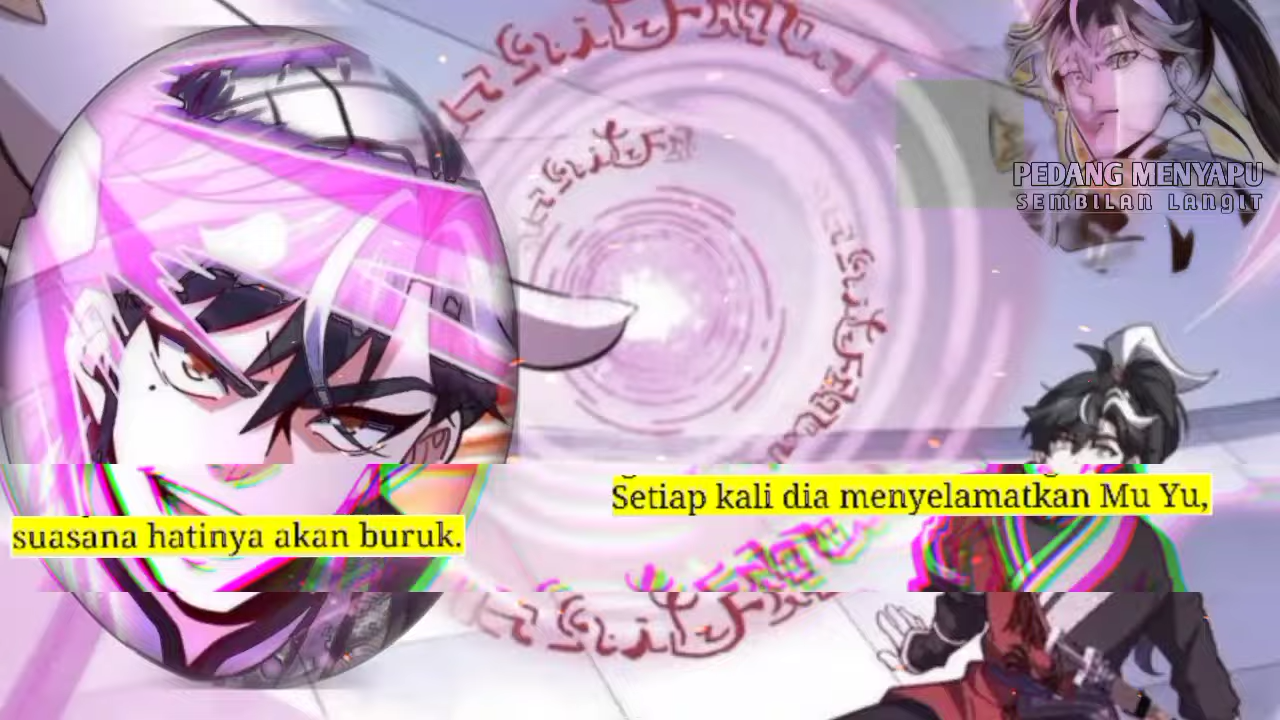 PEDANG MENYAPU
SEMBILAN LANGIT
Setiap kali dia menyelamatkan Mu Yu,
suasana hatinya akan buruk.